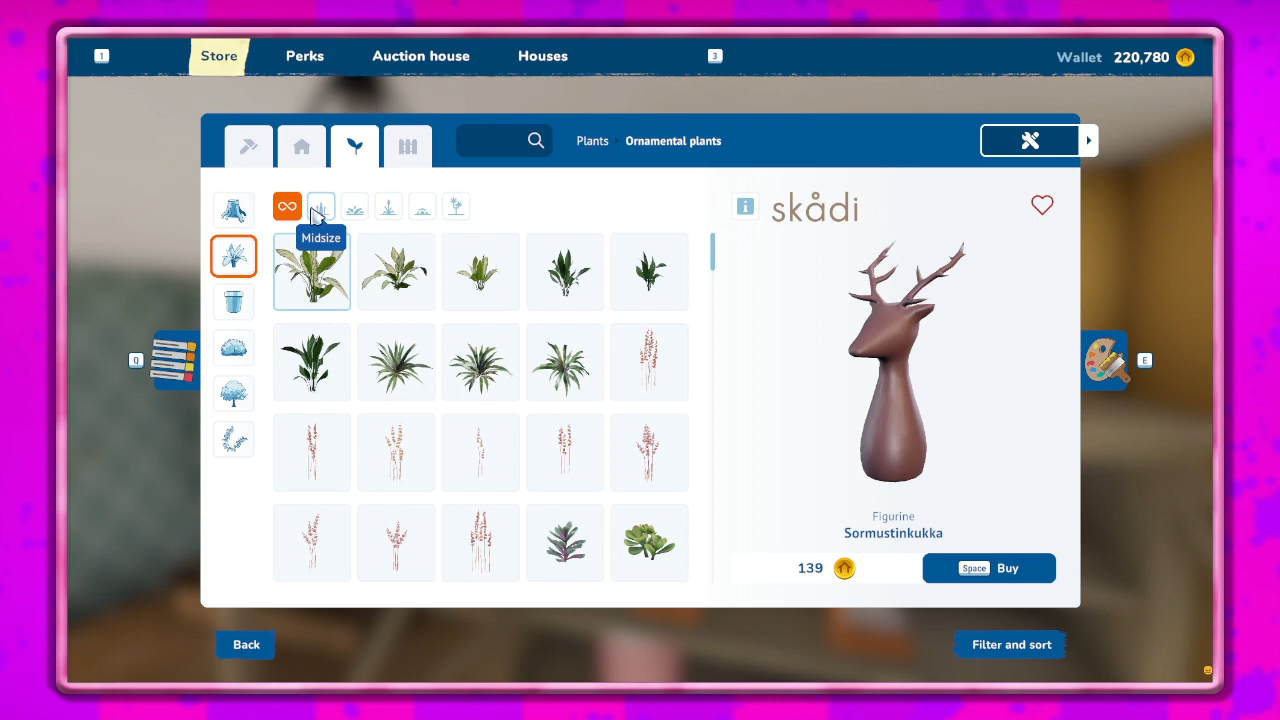 1
Store
Perks
Auction house
Houses
3
Wallet 220,780
Plants
Ornamental plants
i
skådi
Midsize
Q
E
Figurine
Sormustinkukka
139
Space Buy
Back
Filter and sort